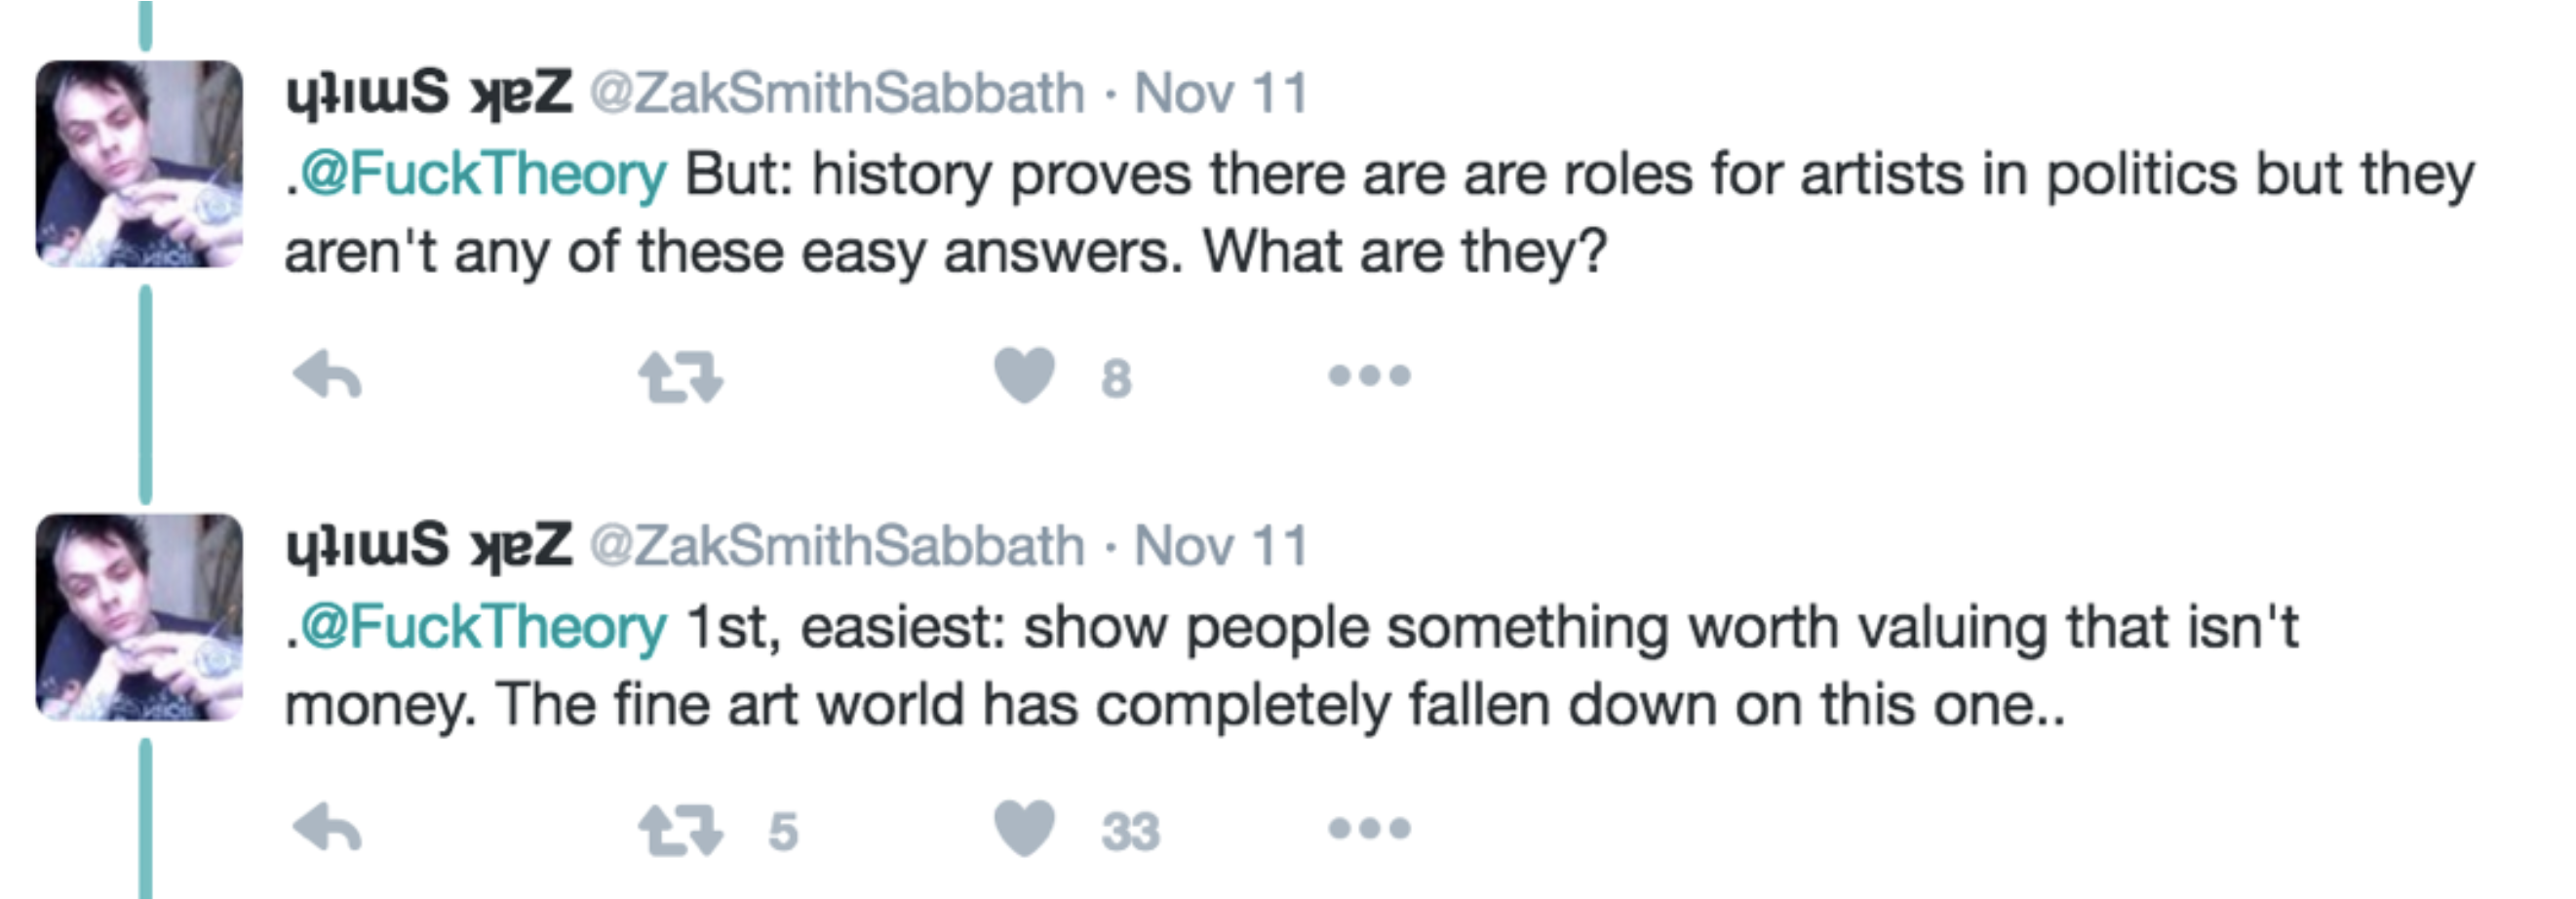 ɥʇıɯS ʞɐZ @ZakSmithSabbath · Nov 11
.@FuckTheory But: history proves there are are roles for artists in politics but they
aren't any of these easy answers. What are they?
8
ɥʇıɯS ʞɐZ @ZakSmithSabbath · Nov 11
.@FuckTheory 1st, easiest: show people something worth valuing that isn't
money. The fine art world has completely fallen down on this one..
5 33